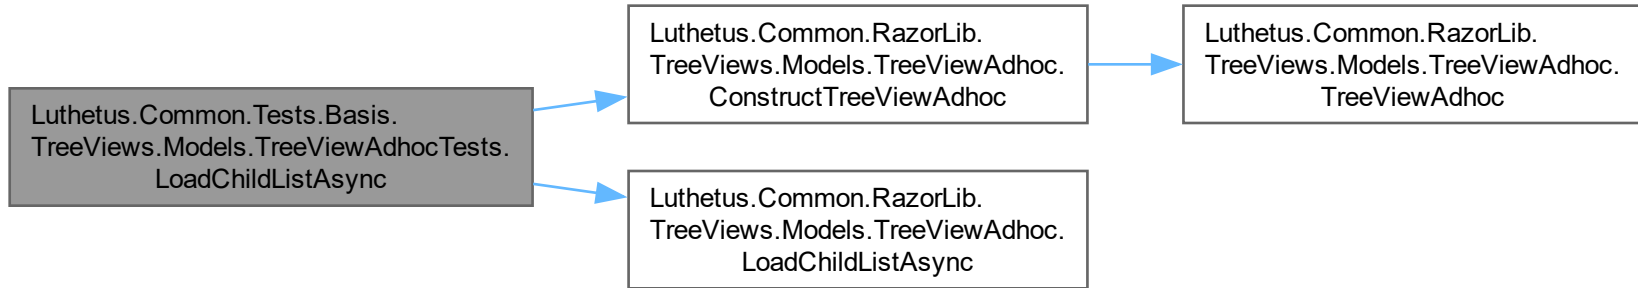 Luthetus.Common.Tests.Basis.
TreeViews.Models.TreeViewAdhocTests.
LoadChildListAsync
Luthetus.Common.RazorLib.
TreeViews.Models.TreeViewAdhoc.
ConstructTreeViewAdhoc
Luthetus.Common.RazorLib.
TreeViews.Models.TreeViewAdhoc.
TreeViewAdhoc
Luthetus.Common.RazorLib.
TreeViews.Models.TreeViewAdhoc.
LoadChildListAsync